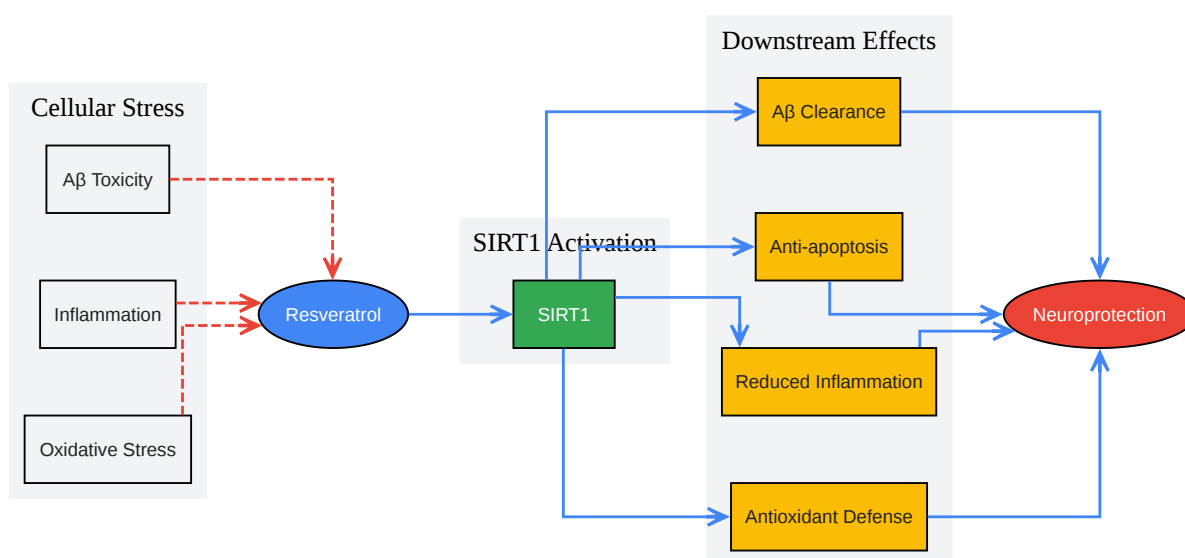 Cellular Stress
Aβ Toxicity
Inflammation
Oxidative Stress
Resveratrol
SIRT1 Activation
SIRT1
Downstream Effects
Aβ Clearance
Anti-apoptosis
Reduced Inflammation
Antioxidant Defense
Neuroprotection